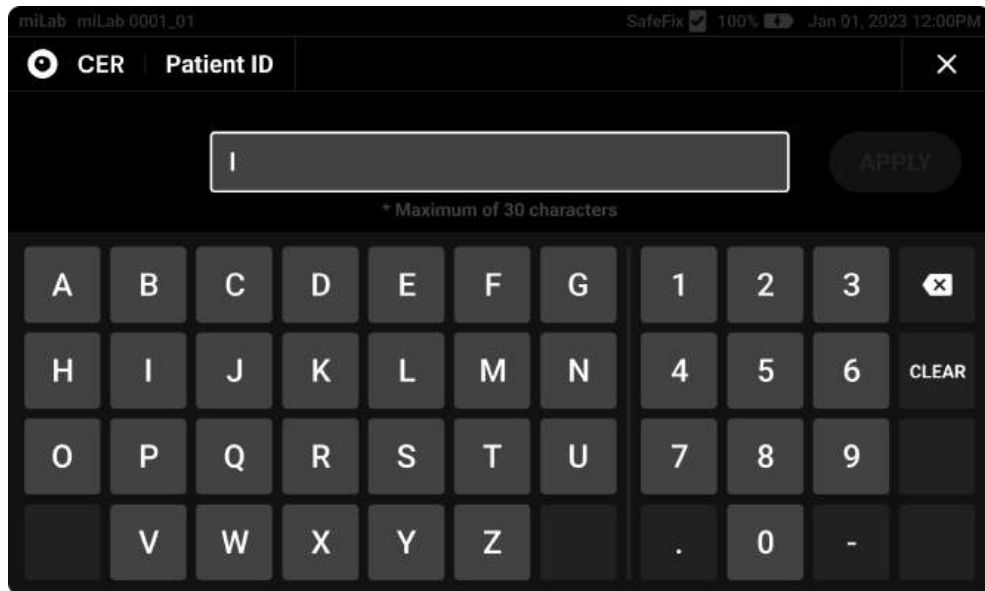 miLab miLab 0001_01 SafeFix 100% Jan 01, 2023 12:00PM
CER Patient ID
I
APPLY
* Maximum of 30 characters
A B C D E F G 1 2 3
H I J K L M N 4 5 6 CLEAR
O P Q R S T U 7 8 9
V W X Y Z . 0 -